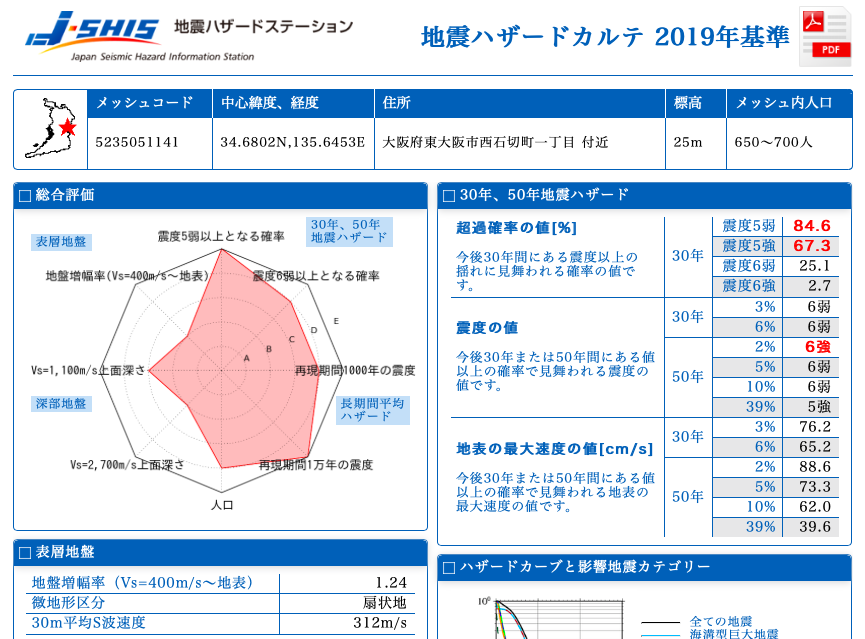 J-SHIS 地震ハザードステーション
Japan Seismic Hazard Information Station
地震ハザードカルテ 2019年基準
PDF
メッシュコード 中心緯度、経度 住所 標高 メッシュ内人口
5235051141 34.6802N,135.6453E 大阪府東大阪市西石切町一丁目 付近 25m 650〜700人
総合評価
表層地盤
震度5弱以上となる確率
30年、50年
地震ハザード
地盤増幅率(Vs=400m/s〜地表)
震度6弱以上となる確率
A B C D E
Vs=1,100m/s上面深さ
再現期間1000年の震度
深部地盤
長期間平均
ハザード
Vs=2,700m/s上面深さ
再現期間1万年の震度
人口
表層地盤
地盤増幅率（Vs=400m/s〜地表） 1.24
微地形区分 扇状地
30m平均S波速度 312m/s
30年、50年地震ハザード
超過確率の値[%]
今後30年間にある震度以上の
揺れに見舞われる確率の値で
す。
30年
震度5弱 84.6
震度5強 67.3
震度6弱 25.1
震度6強 2.7
震度の値
今後30年または50年間にある値
以上の確率で見舞われる震度の
値です。
30年
3% 6弱
6% 6弱
50年
2% 6強
5% 6弱
10% 6弱
39% 5強
地表の最大速度の値[cm/s]
今後30年または50年間にある値
以上の確率で見舞われる地表の
最大速度の値です。
30年
3% 76.2
6% 65.2
50年
2% 88.6
5% 73.3
10% 62.0
39% 39.6
ハザードカーブと影響地震カテゴリー
10⁰
全ての地震
海溝型巨大地震